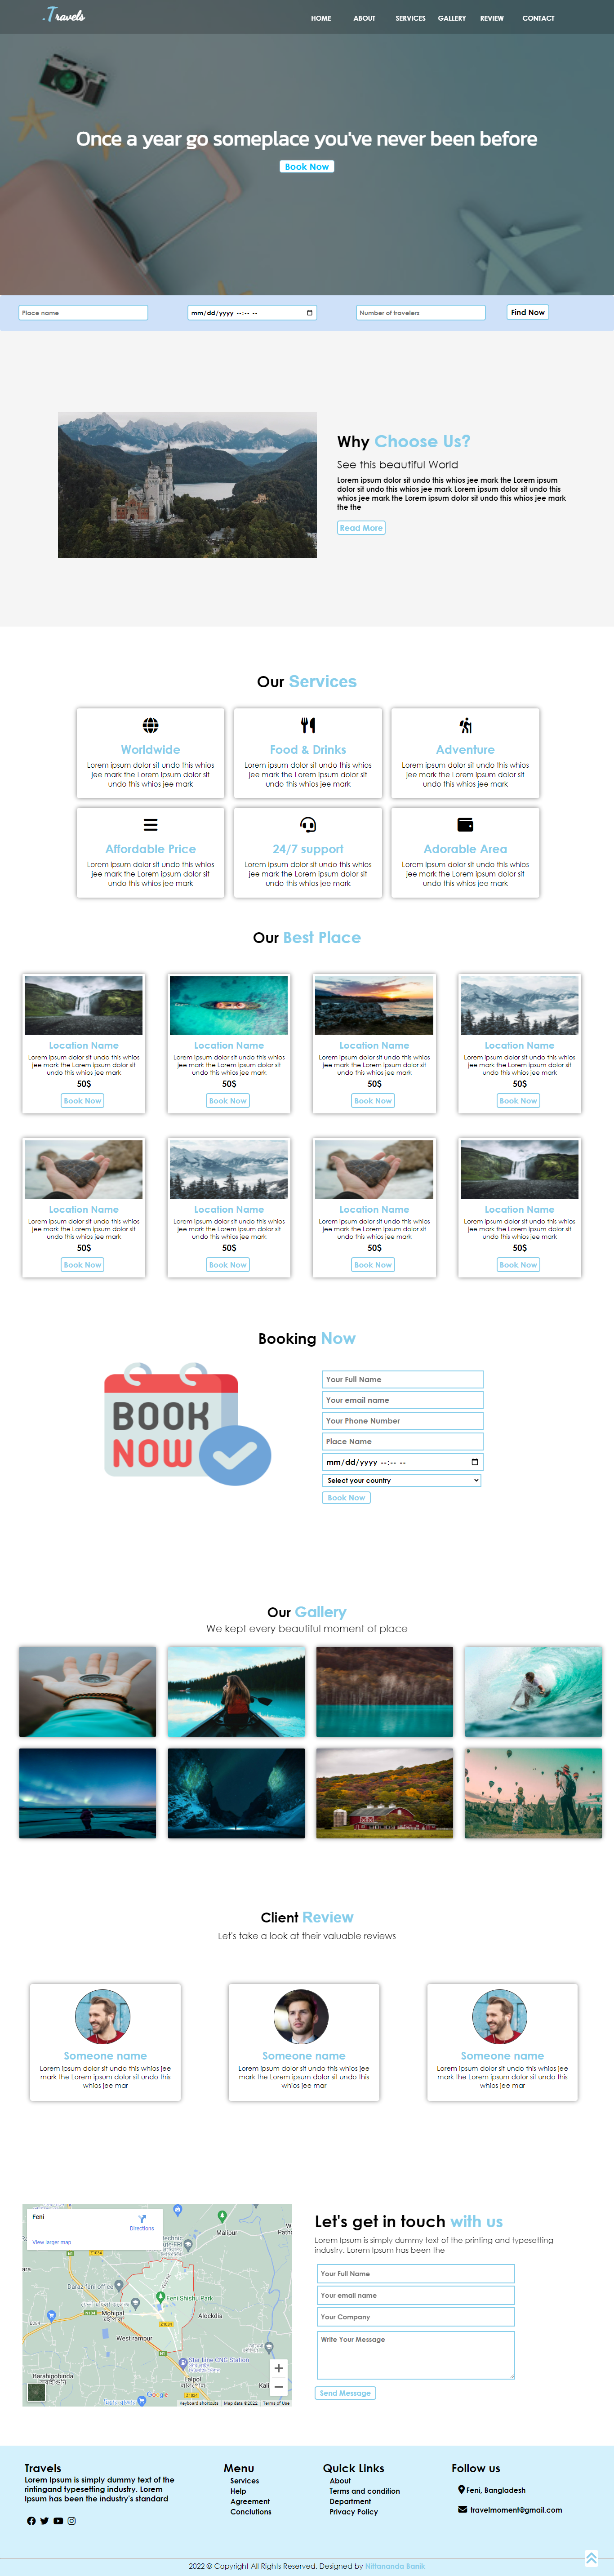 .Travels
HOME ABOUT SERVICES GALLERY REVIEW CONTACT
Once a year go someplace you've never been before
Book Now
Place name
mm/dd/yyyy --:-- --
Number of travelers
Find Now
Why Choose Us?
See this beautiful World
Lorem ipsum dolor sit undo this whios jee mark the Lorem ipsum
dolor sit undo this whios jee mark Lorem ipsum dolor sit undo this
whios jee mark the Lorem ipsum dolor sit undo this whios jee mark
the the
Read More
Our Services
Worldwide
Lorem ipsum dolor sit undo this whios
jee mark the Lorem ipsum dolor sit
undo this whios jee mark
Food & Drinks
Lorem ipsum dolor sit undo this whios
jee mark the Lorem ipsum dolor sit
undo this whios jee mark
Adventure
Lorem ipsum dolor sit undo this whios
jee mark the Lorem ipsum dolor sit
undo this whios jee mark
Affordable Price
Lorem ipsum dolor sit undo this whios
jee mark the Lorem ipsum dolor sit
undo this whios jee mark
24/7 support
Lorem ipsum dolor sit undo this whios
jee mark the Lorem ipsum dolor sit
undo this whios jee mark
Adorable Area
Lorem ipsum dolor sit undo this whios
jee mark the Lorem ipsum dolor sit
undo this whios jee mark
Our Best Place
Location Name
Lorem ipsum dolor sit undo this whios
jee mark the Lorem ipsum dolor sit
undo this whios jee mark
50$
Book Now
Location Name
Lorem ipsum dolor sit undo this whios
jee mark the Lorem ipsum dolor sit
undo this whios jee mark
50$
Book Now
Location Name
Lorem ipsum dolor sit undo this whios
jee mark the Lorem ipsum dolor sit
undo this whios jee mark
50$
Book Now
Location Name
Lorem ipsum dolor sit undo this whios
jee mark the Lorem ipsum dolor sit
undo this whios jee mark
50$
Book Now
Location Name
Lorem ipsum dolor sit undo this whios
jee mark the Lorem ipsum dolor sit
undo this whios jee mark
50$
Book Now
Location Name
Lorem ipsum dolor sit undo this whios
jee mark the Lorem ipsum dolor sit
undo this whios jee mark
50$
Book Now
Location Name
Lorem ipsum dolor sit undo this whios
jee mark the Lorem ipsum dolor sit
undo this whios jee mark
50$
Book Now
Location Name
Lorem ipsum dolor sit undo this whios
jee mark the Lorem ipsum dolor sit
undo this whios jee mark
50$
Book Now
Booking Now
BOOK
NOW
Your Full Name
Your email name
Your Phone Number
Place Name
mm/dd/yyyy --:-- --
Select your country
Book Now
Our Gallery
We kept every beautiful moment of place
Client Review
Let's take a look at their valuable reviews
Someone name
Lorem ipsum dolor sit undo this whios jee
mark the Lorem ipsum dolor sit undo this
whios jee mar
Someone name
Lorem ipsum dolor sit undo this whios jee
mark the Lorem ipsum dolor sit undo this
whios jee mar
Someone name
Lorem ipsum dolor sit undo this whios jee
mark the Lorem ipsum dolor sit undo this
whios jee mar
Feni
Directions
View larger map
Malipur
Daraz-feni office
Feni Shishu Park
Mohipal
Alockdia
West rampur
Star Line CNG Station
Lalpol
Barahigobinda
Google
Keyboard shortcuts
Map data ©2022
Terms of Use
Let's get in touch with us
Lorem Ipsum is simply dummy text of the printing and typesetting
industry. Lorem Ipsum has been the
Your Full Name
Your email name
Your Company
Write Your Message
Send Message
Travels
Lorem Ipsum is simply dummy text of the
rintingand typesetting industry. Lorem
Ipsum has been the industry's standard
Menu
Services
Help
Agreement
Conclutions
Quick Links
About
Terms and condition
Department
Privacy Policy
Follow us
Feni, Bangladesh
travelmoment@gmail.com
2022 © Copyright All Rights Reserved. Designed by Nittananda Banik